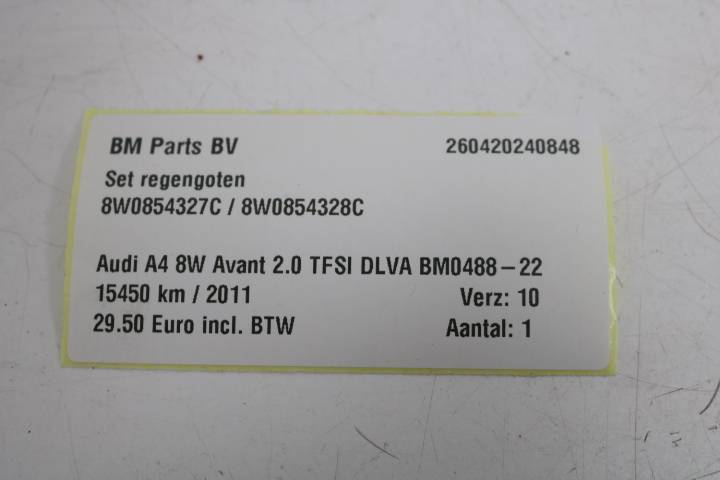 BM Parts BV 260420240848
Set regengoten
8W0854327C / 8W0854328C
Audi A4 8W Avant 2.0 TFSI DLVA BM0488-22
15450 km / 2011 Verz: 10
29.50 Euro incl. BTW Aantal: 1